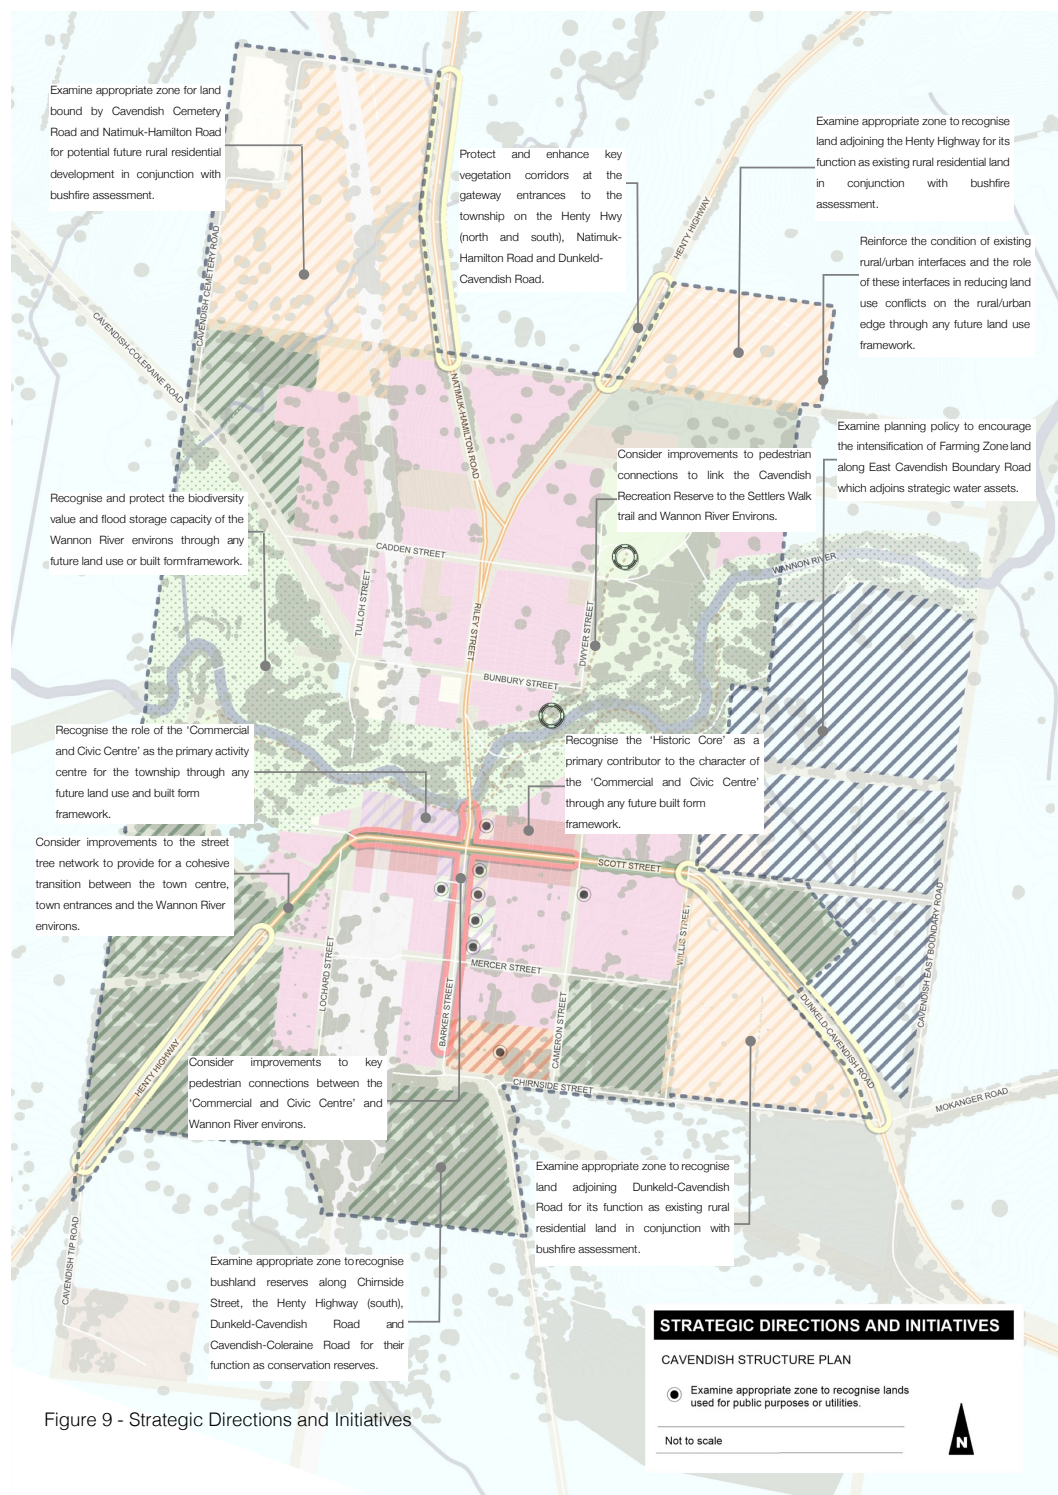 Examine appropriate zone for land
bound by Cavendish Cemetery
Road and Natimuk-Hamilton Road
for potential future rural residential
development in conjunction with
bushfire assessment.
Protect and enhance key
vegetation corridors at the
gateway entrances to the
township on the Henty Hwy
(north and south), Natimuk-
Hamilton Road and Dunkeld-
Cavendish Road.
Examine appropriate zone to recognise
land adjoining the Henty Highway for its
function as existing rural residential land
in conjunction with bushfire
assessment.
HENTY HIGHWAY
Reinforce the condition of existing
rural/urban interfaces and the role
of these interfaces in reducing land
use conflicts on the rural/urban
edge through any future land use
framework.
CAVENDISH CEMETERY ROAD
CAVENDISH-COLERAINE ROAD
NATIMUK-HAMILTON ROAD
Examine planning policy to encourage
the intensification of Farming Zone land
along East Cavendish Boundary Road
which adjoins strategic water assets.
Consider improvements to pedestrian
connections to link the Cavendish
Recreation Reserve to the Settlers Walk
trail and Wannon River Environs.
Recognise and protect the biodiversity
value and flood storage capacity of the
Wannon River environs through any
future land use or built form framework.
CADDEN STREET
WANNON RIVER
TULLOH STREET
RILEY STREET
DWYER STREET
BUNBURY STREET
Recognise the role of the ‘Commercial
and Civic Centre’ as the primary activity
centre for the township through any
future land use and built form
framework.
Recognise the ‘Historic Core’ as a
primary contributor to the character of
the ‘Commercial and Civic Centre’
through any future built form
framework.
Consider improvements to the street
tree network to provide for a cohesive
transition between the town centre,
town entrances and the Wannon River
environs.
SCOTT STREET
WILLIS STREET
CAVENDISH EAST BOUNDARY ROAD
LOCHARD STREET
MERCER STREET
BARKER STREET
CAMERON STREET
DUNKELD-CAVENDISH ROAD
HENTY HIGHWAY
Consider improvements to key
pedestrian connections between the
‘Commercial and Civic Centre’ and
Wannon River environs.
CHIRNSIDE STREET
MOKANGER ROAD
Examine appropriate zone to recognise
land adjoining Dunkeld-Cavendish
Road for its function as existing rural
residential land in conjunction with
bushfire assessment.
CAVENDISH TIP ROAD
Examine appropriate zone to recognise
bushland reserves along Chirnside
Street, the Henty Highway (south),
Dunkeld-Cavendish Road and
Cavendish-Coleraine Road for their
function as conservation reserves.
STRATEGIC DIRECTIONS AND INITIATIVES
CAVENDISH STRUCTURE PLAN
Examine appropriate zone to recognise lands
used for public purposes or utilities.
Not to scale
N
Figure 9 - Strategic Directions and Initiatives